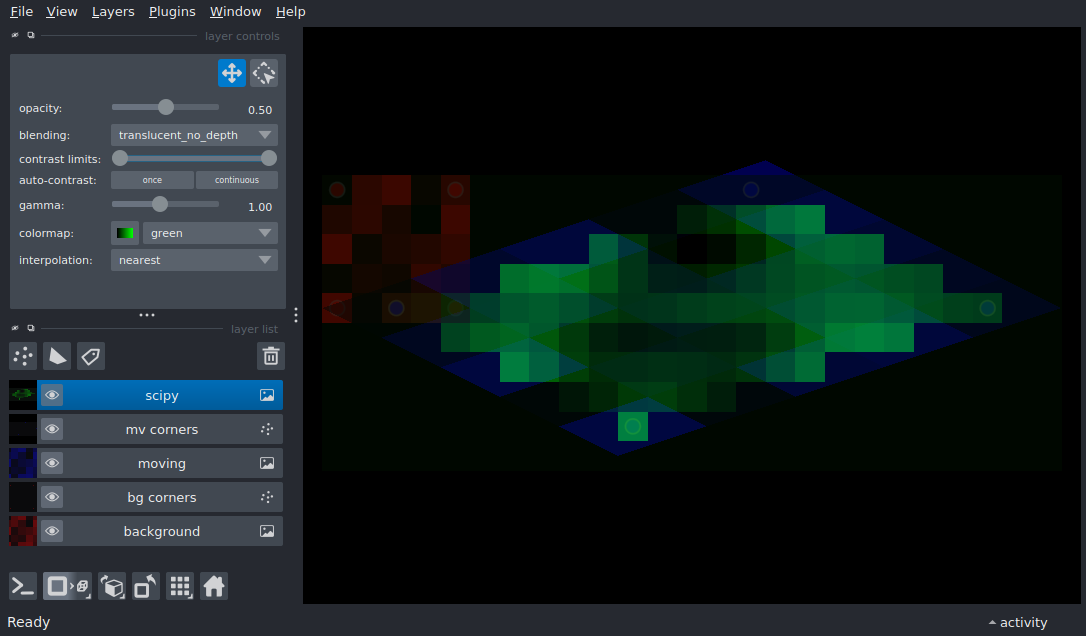 File View Layers Plugins Window Help
layer controls
opacity: 0.50
blending: translucent_no_depth
contrast limits:
auto-contrast: once continuous
gamma: 1.00
colormap: green
interpolation: nearest
layer list
scipy
mv corners
moving
bg corners
background
Ready activity